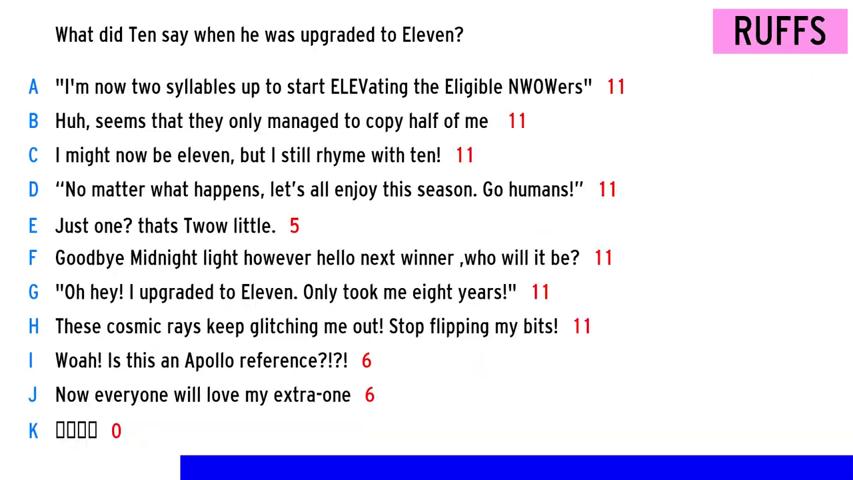 What did Ten say when he was upgraded to Eleven?
RUFFS
A "I'm now two syllables up to start ELEVating the Eligible NWOWers" 11
B Huh, seems that they only managed to copy half of me 11
C I might now be eleven, but I still rhyme with ten! 11
D “No matter what happens, let’s all enjoy this season. Go humans!” 11
E Just one? thats Twow little. 5
F Goodbye Midnight light however hello next winner ,who will it be? 11
G "Oh hey! I upgraded to Eleven. Only took me eight years!" 11
H These cosmic rays keep glitching me out! Stop flipping my bits! 11
I Woah! Is this an Apollo reference?!?! 6
J Now everyone will love my extra-one 6
K 0